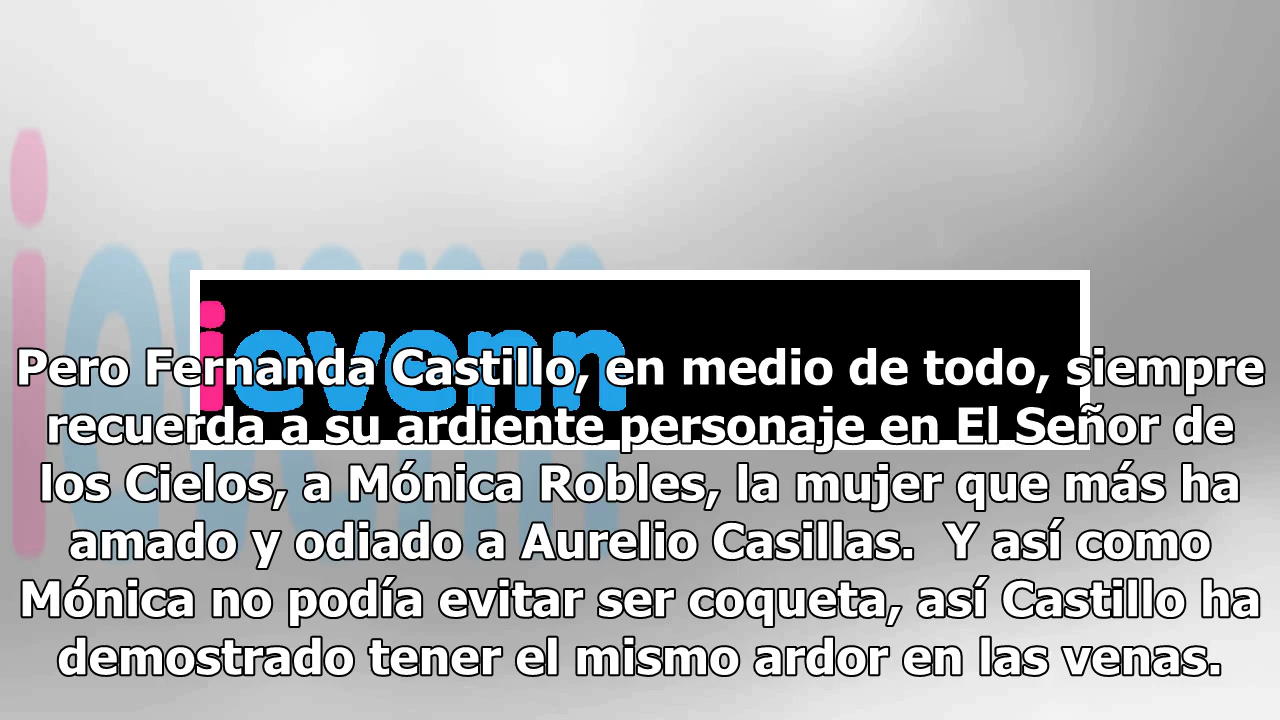 ievenn
ievenn
Pero Fernanda Castillo, en medio de todo, siempre
recuerda a su ardiente personaje en El Señor de
los Cielos, a Mónica Robles, la mujer que más ha
amado y odiado a Aurelio Casillas.  Y así como
Mónica no podía evitar ser coqueta, así Castillo ha
demostrado tener el mismo ardor en las venas.